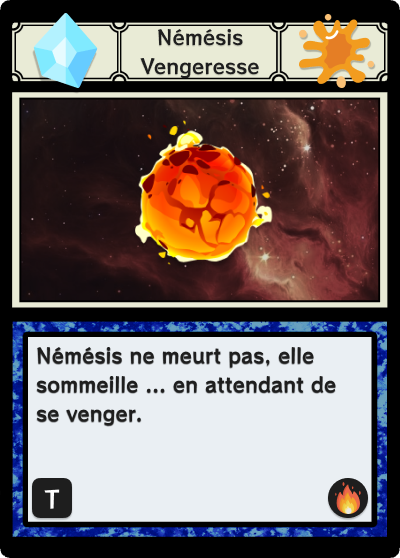 Némésis
Vengeresse
Némésis ne meurt pas, elle
sommeille ... en attendant de
se venger.
T